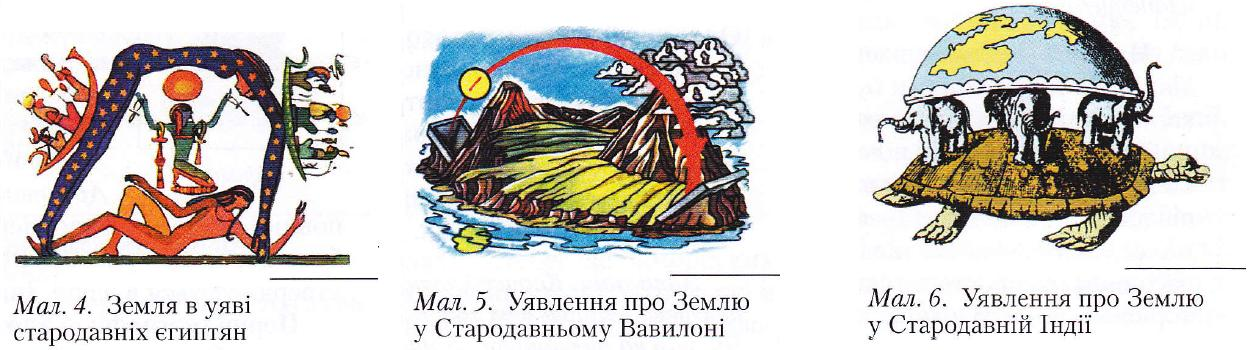 Мал. 4. Земля в уяві
стародавніх єгиптян
Мал. 5. Уявлення про Землю
у Стародавньому Вавилоні
Мал. 6. Уявлення про Землю
у Стародавній Індії